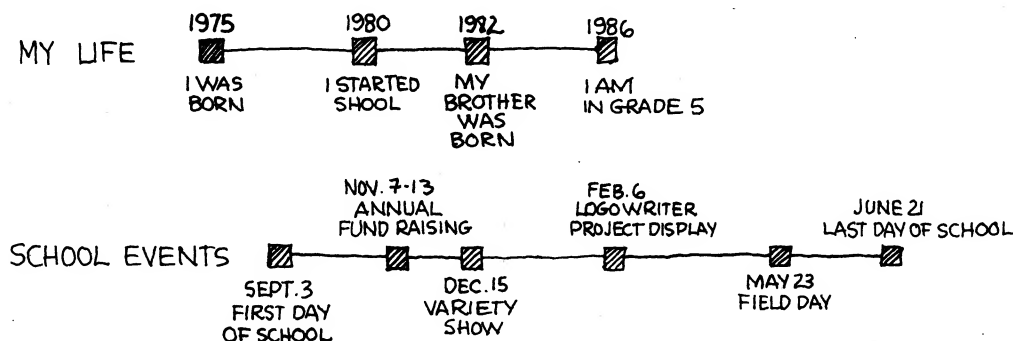 1975 1980 1982 1986
MY LIFE
I WAS
BORN
I STARTED
SHOOL
MY
BROTHER
WAS
BORN
I AM
IN GRADE 5
NOV. 7-13
ANNUAL
FUND RAISING
FEB. 6
LOGOWRITER
PROJECT DISPLAY
JUNE 21
LAST DAY OF SCHOOL
SCHOOL EVENTS
SEPT. 3
FIRST DAY
OF SCHOOL
DEC. 15
VARIETY
SHOW
MAY 23
FIELD DAY